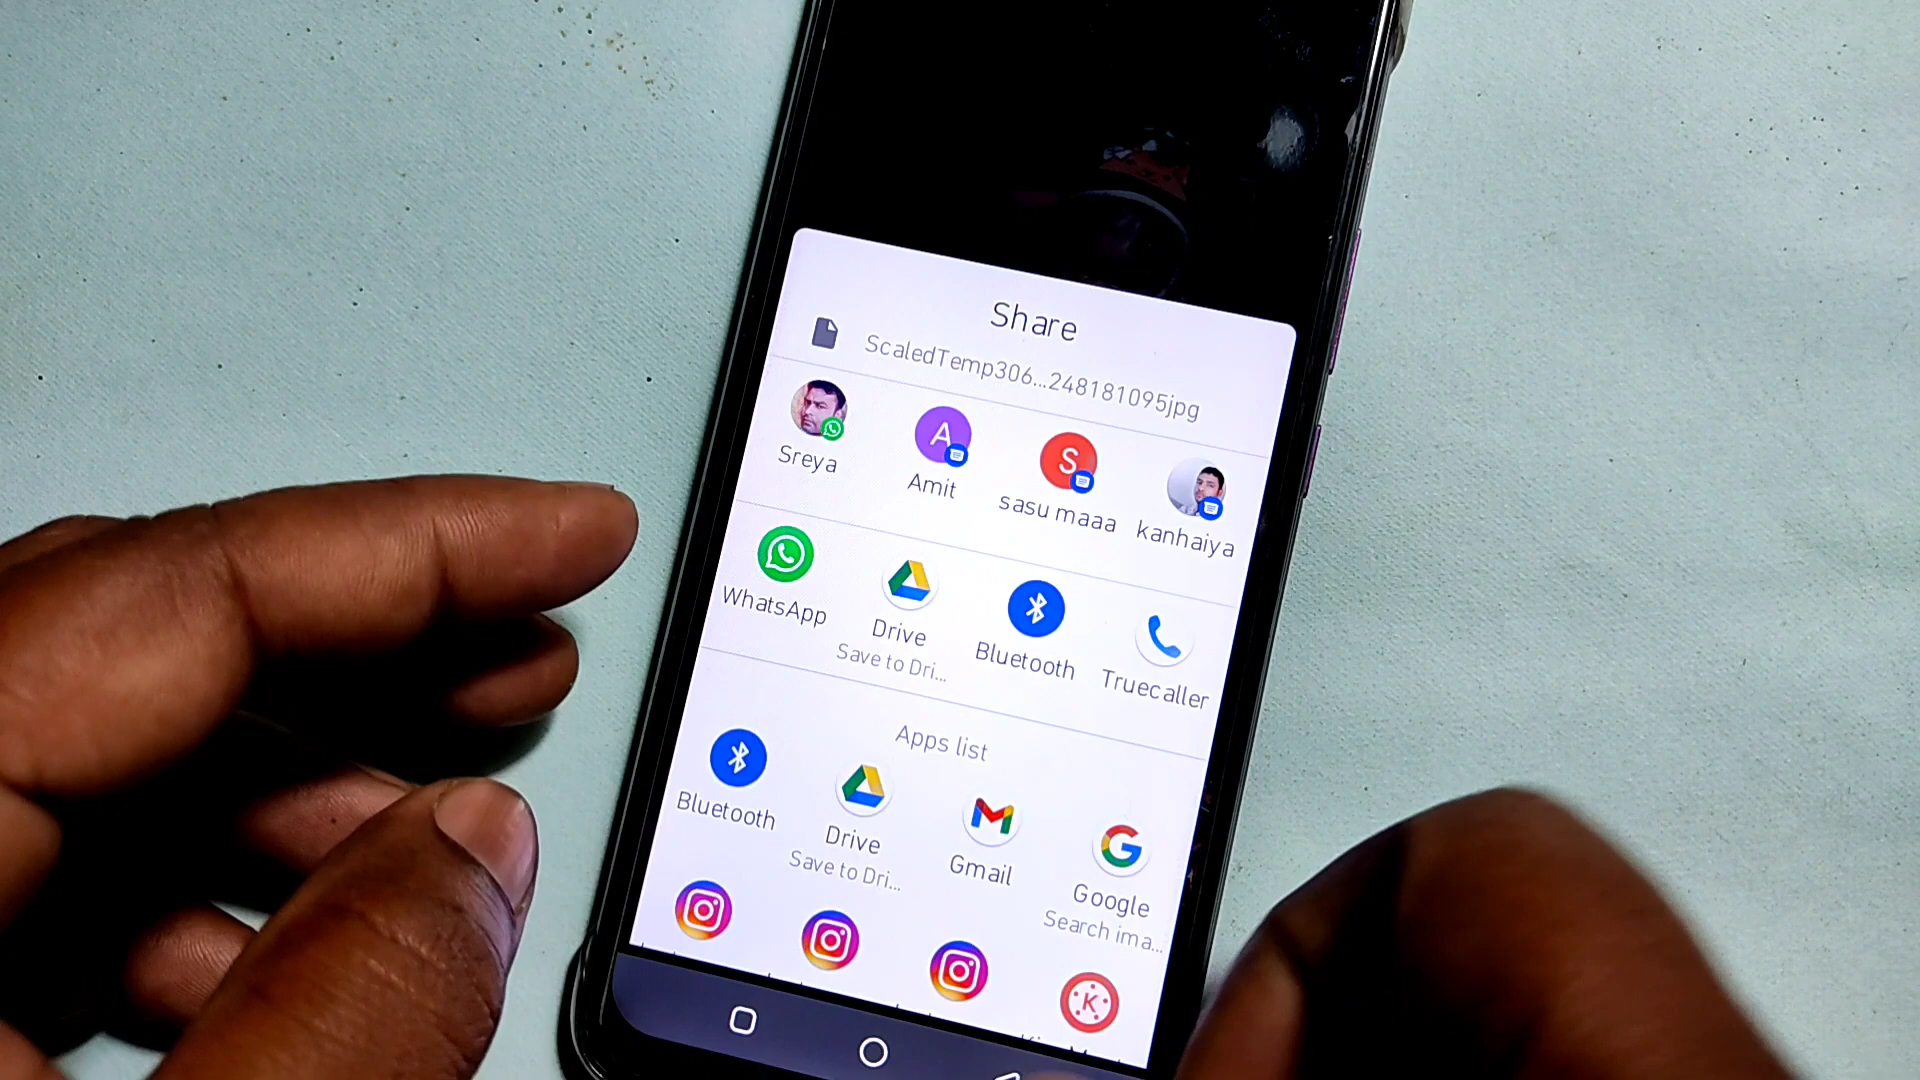 Share
ScaledTemp306...248181095jpg
A
S
Sreya
Amit
sasu maaa
kanhaiya
WhatsApp
Drive
Save to Dri...
Bluetooth
Truecaller
Apps list
Bluetooth
Drive
Save to Dri...
Gmail
Google
Search ima...
K